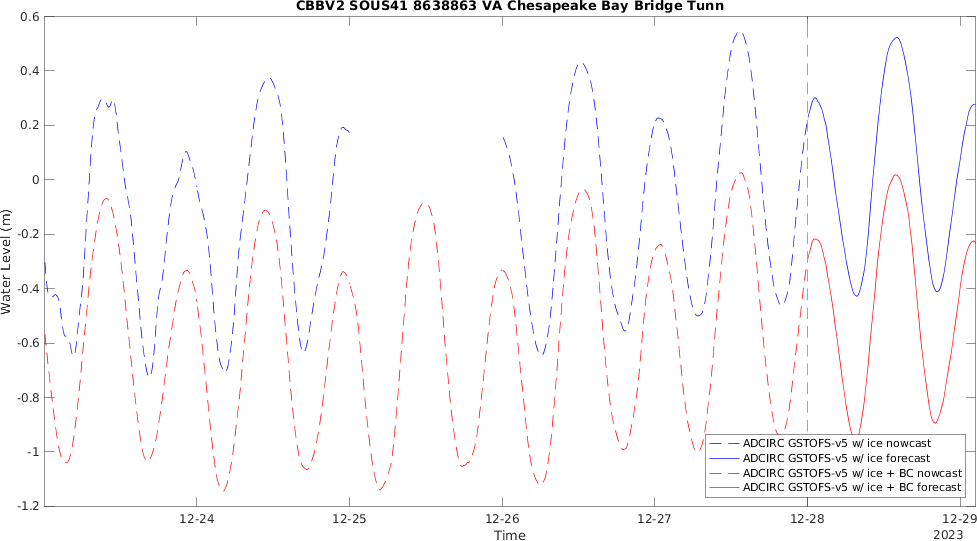 CBBV2 SOUS41 8638863 VA Chesapeake Bay Bridge Tunn
0.6
0.4
0.2
0
-0.2
-0.4
-0.6
-0.8
-1
-1.2
Water Level (m)
12-24
12-25
12-26
12-27
12-28
12-29
Time
2023
ADCIRC GSTOFS-v5 w/ ice nowcast
ADCIRC GSTOFS-v5 w/ ice forecast
ADCIRC GSTOFS-v5 w/ ice + BC nowcast
ADCIRC GSTOFS-v5 w/ ice + BC forecast